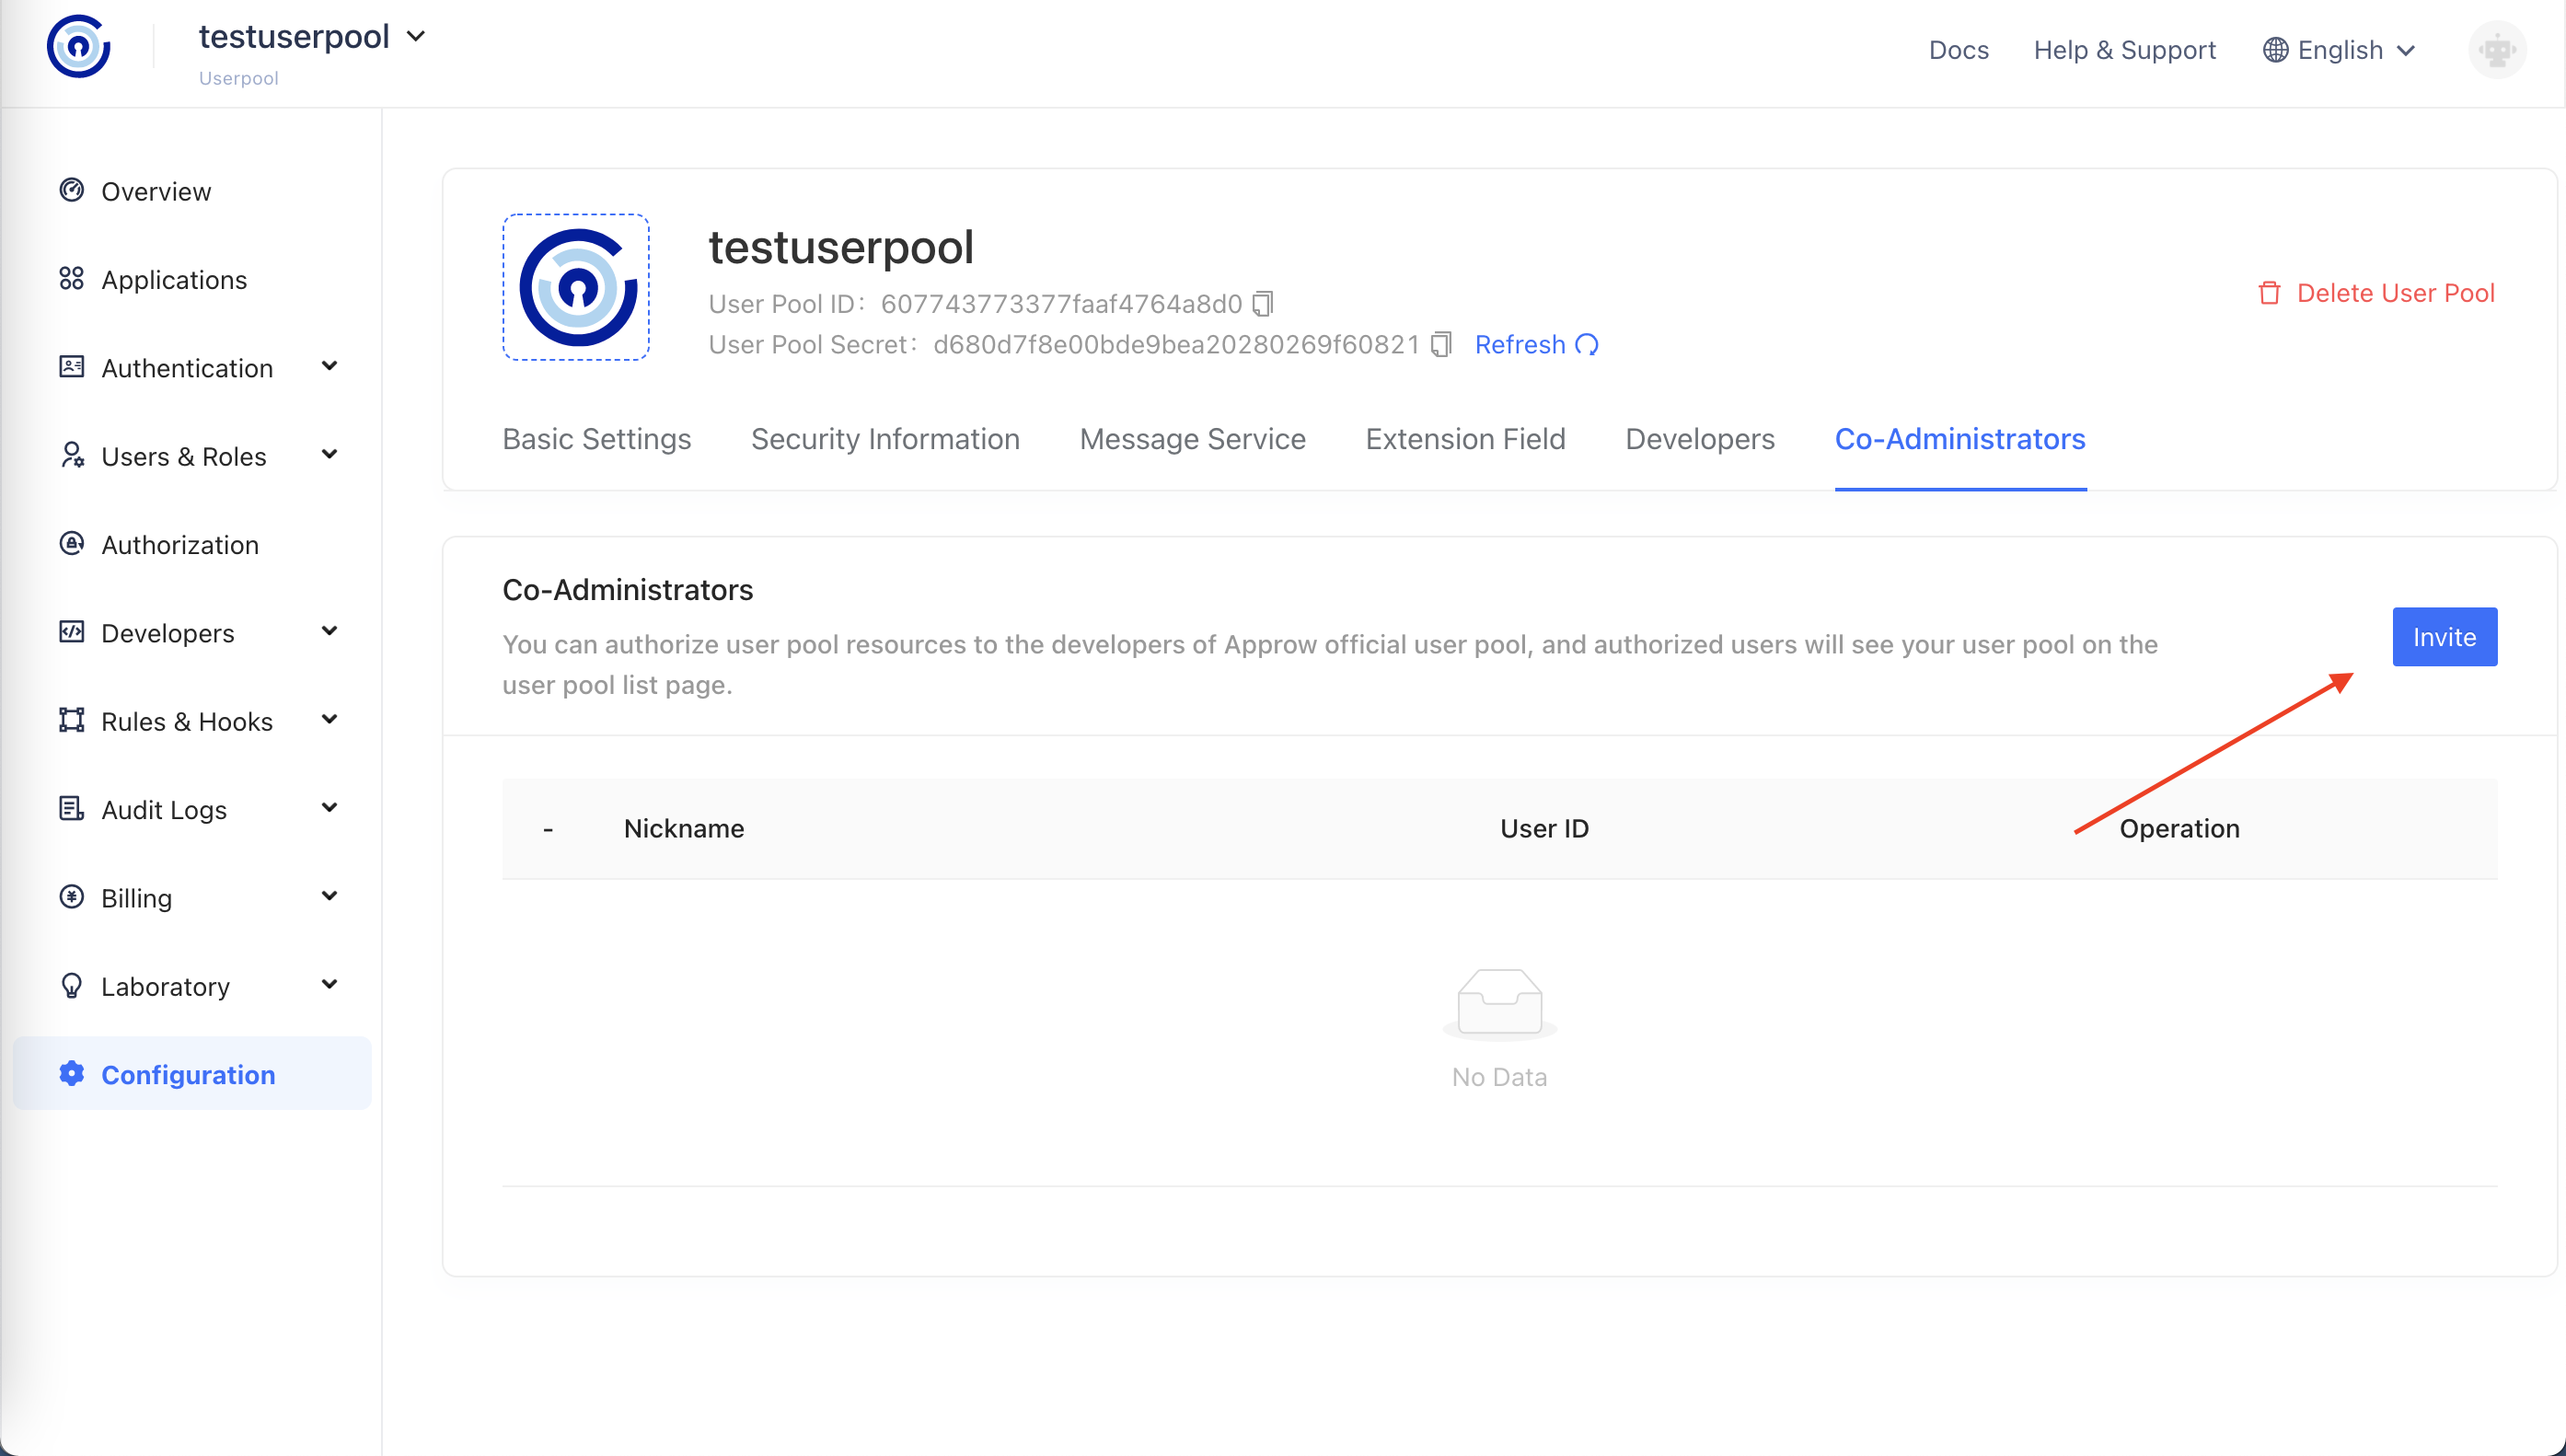 testuserpool
Userpool
Docs
Help & Support
English
Overview
Applications
Authentication
Users & Roles
Authorization
Developers
Rules & Hooks
Audit Logs
Billing
Laboratory
Configuration
testuserpool
User Pool ID: 607743773377faaf4764a8d0
User Pool Secret: d680d7f8e00bde9bea20280269f60821 Refresh
Delete User Pool
Basic Settings Security Information Message Service Extension Field Developers Co-Administrators
Co-Administrators
You can authorize user pool resources to the developers of Approw official user pool, and authorized users will see your user pool on the
user pool list page.
Invite
- Nickname User ID Operation
No Data